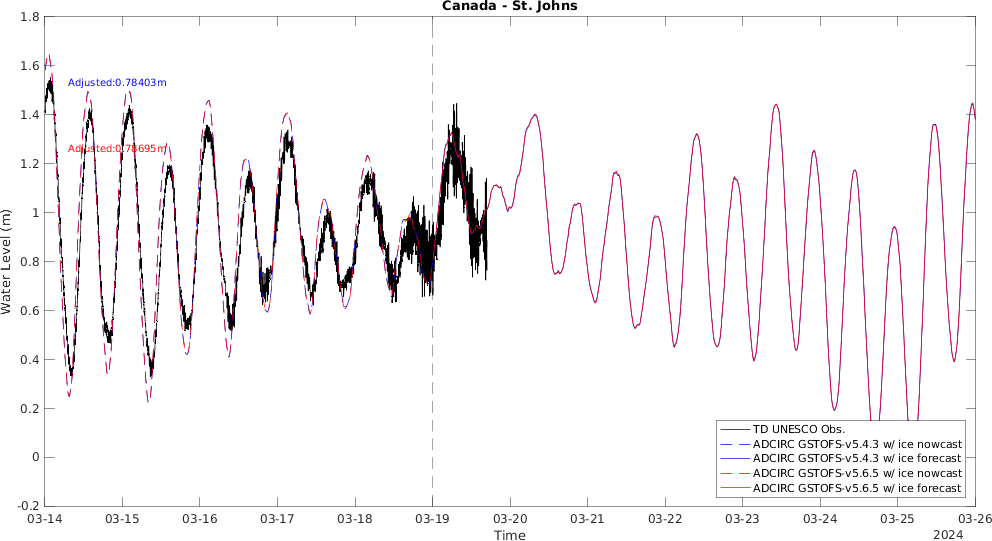 Canada - St. Johns
1.8
1.6
1.4
1.2
1
0.8
0.6
0.4
0.2
0
-0.2
Water Level (m)
Adjusted:0.78403m
Adjusted:0.78695m
TD UNESCO Obs.
ADCIRC GSTOFS-v5.4.3 w/ ice nowcast
ADCIRC GSTOFS-v5.4.3 w/ ice forecast
ADCIRC GSTOFS-v5.6.5 w/ ice nowcast
ADCIRC GSTOFS-v5.6.5 w/ ice forecast
03-14 03-15 03-16 03-17 03-18 03-19 03-20 03-21 03-22 03-23 03-24 03-25 03-26
Time
2024